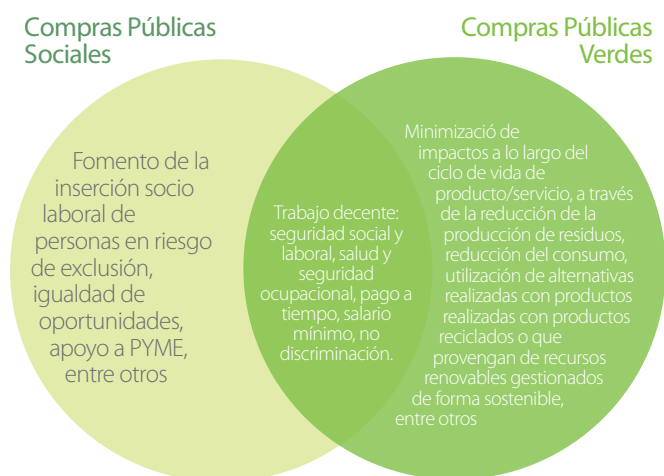 Compras Públicas
Sociales
Compras Públicas
Verdes
Fomento de la
inserción socio
laboral de
personas en riesgo
de exclusión,
igualdad de
oportunidades,
apoyo a PYME,
entre otros
Trabajo decente:
seguridad social y
laboral, salud y
seguridad
ocupacional, pago a
tiempo, salario
mínimo, no
discriminación.
Minimizació de
impactos a lo largo del
ciclo de vida de
producto/servicio, a través
de la reducción de la
producción de residuos,
reducción del consumo,
utilización de alternativas
realizadas con productos
realizadas con productos
reciclados o que
provengan de recursos
renovables gestionados
de forma sostenible,
entre otros